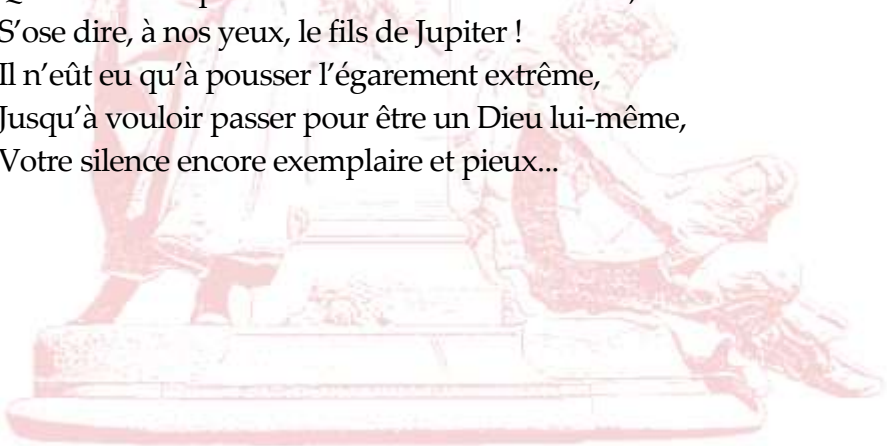 S’ose dire, à nos yeux, le fils de Jupiter !
Il n’eût eu qu’à pousser l’égarement extrême,
Jusqu’à vouloir passer pour être un Dieu lui-même,
Votre silence encore exemplaire et pieux...